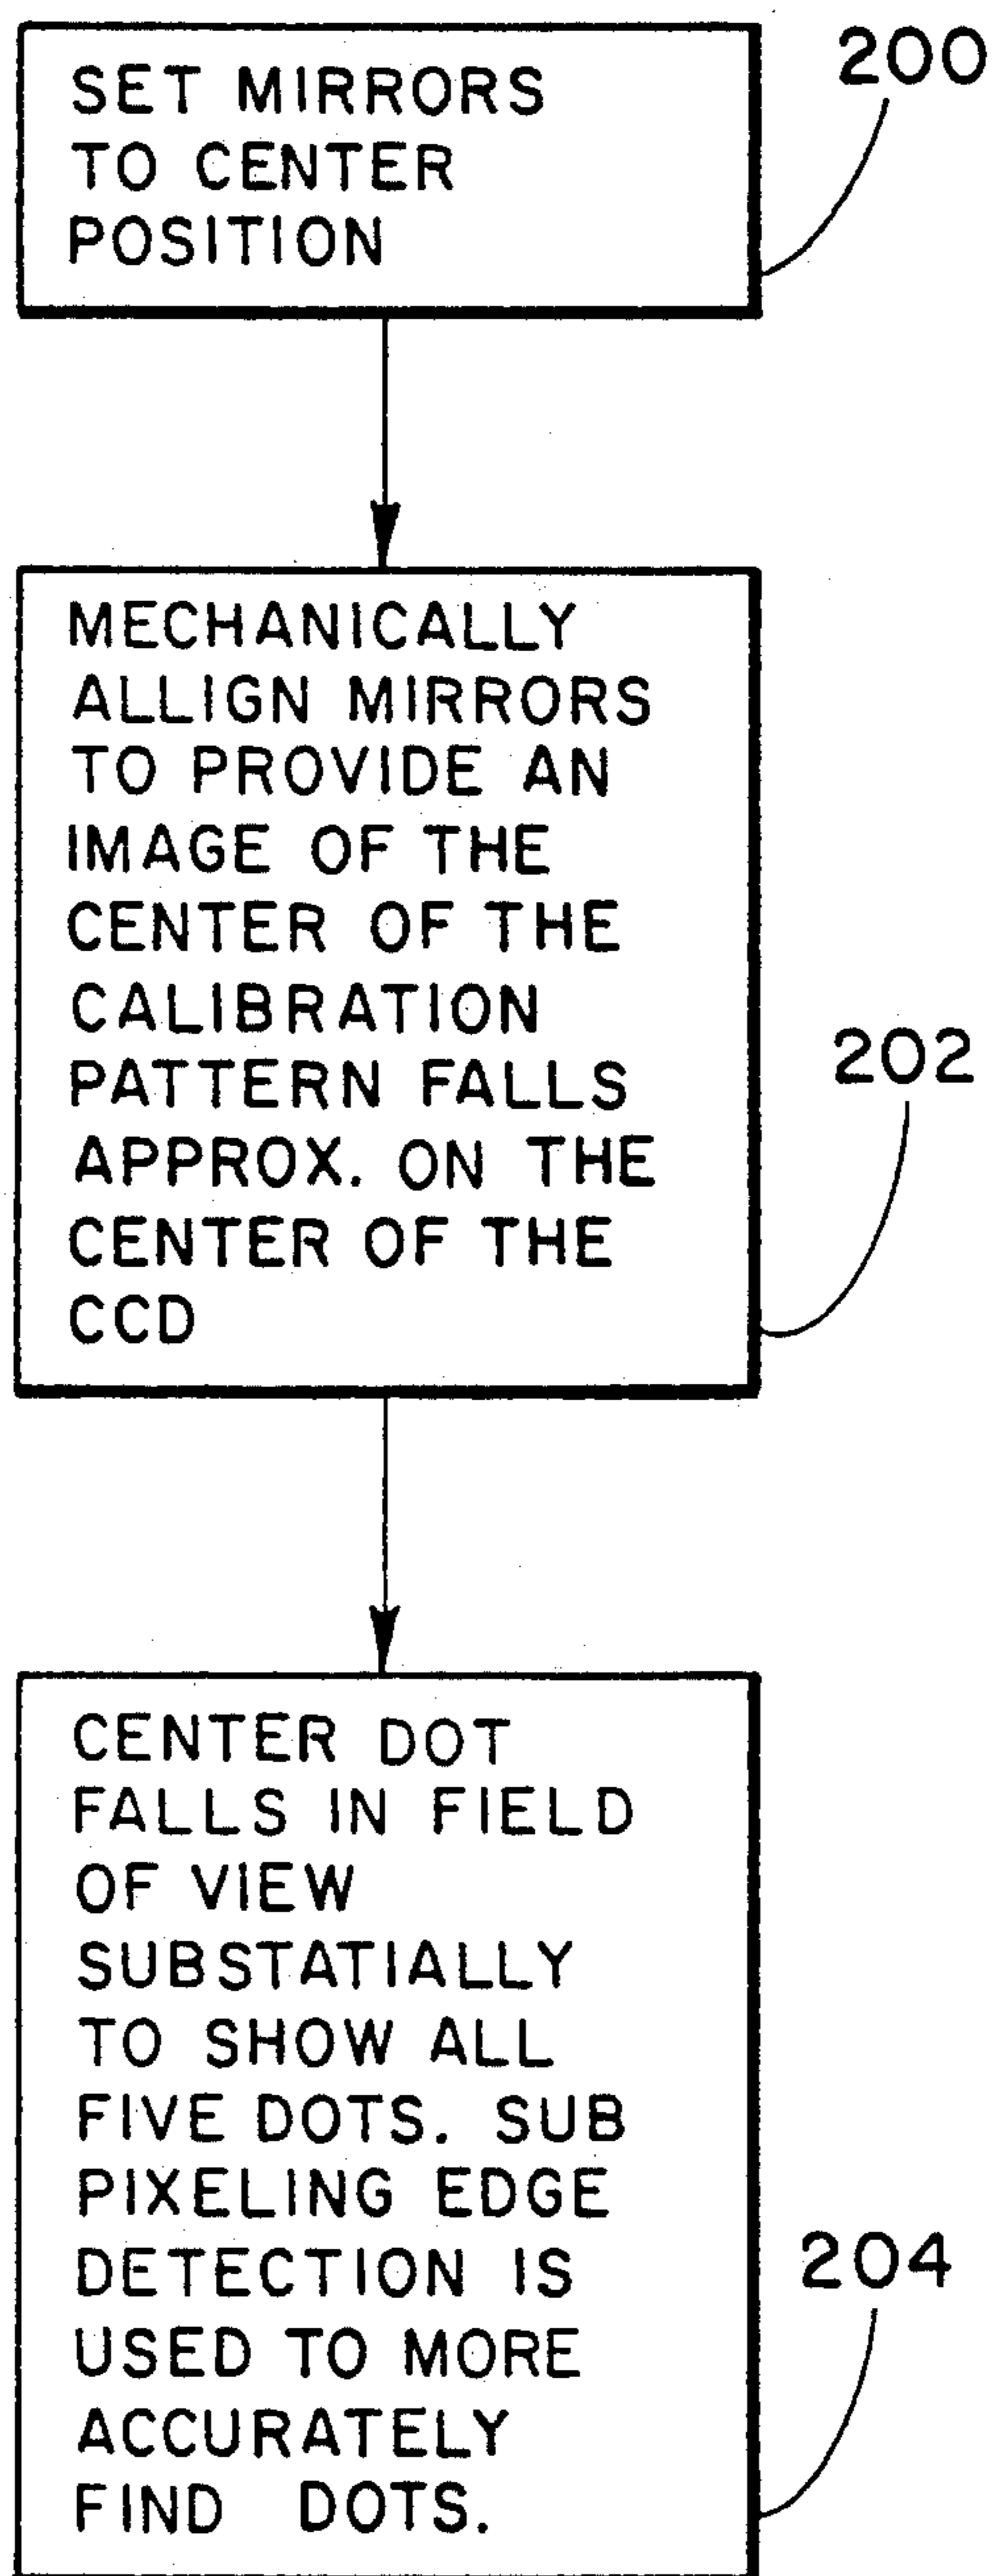 SET MIRRORS
TO CENTER
POSITION
200
MECHANICALLY
ALLIGN MIRRORS
TO PROVIDE AN
IMAGE OF THE
CENTER OF THE
CALIBRATION
PATTERN FALLS
APPROX. ON THE
CENTER OF THE
CCD
202
CENTER DOT
FALLS IN FIELD
OF VIEW
SUBSTATIALLY
TO SHOW ALL
FIVE DOTS. SUB
PIXELING EDGE
DETECTION IS
USED TO MORE
ACCURATELY
FIND DOTS.
204